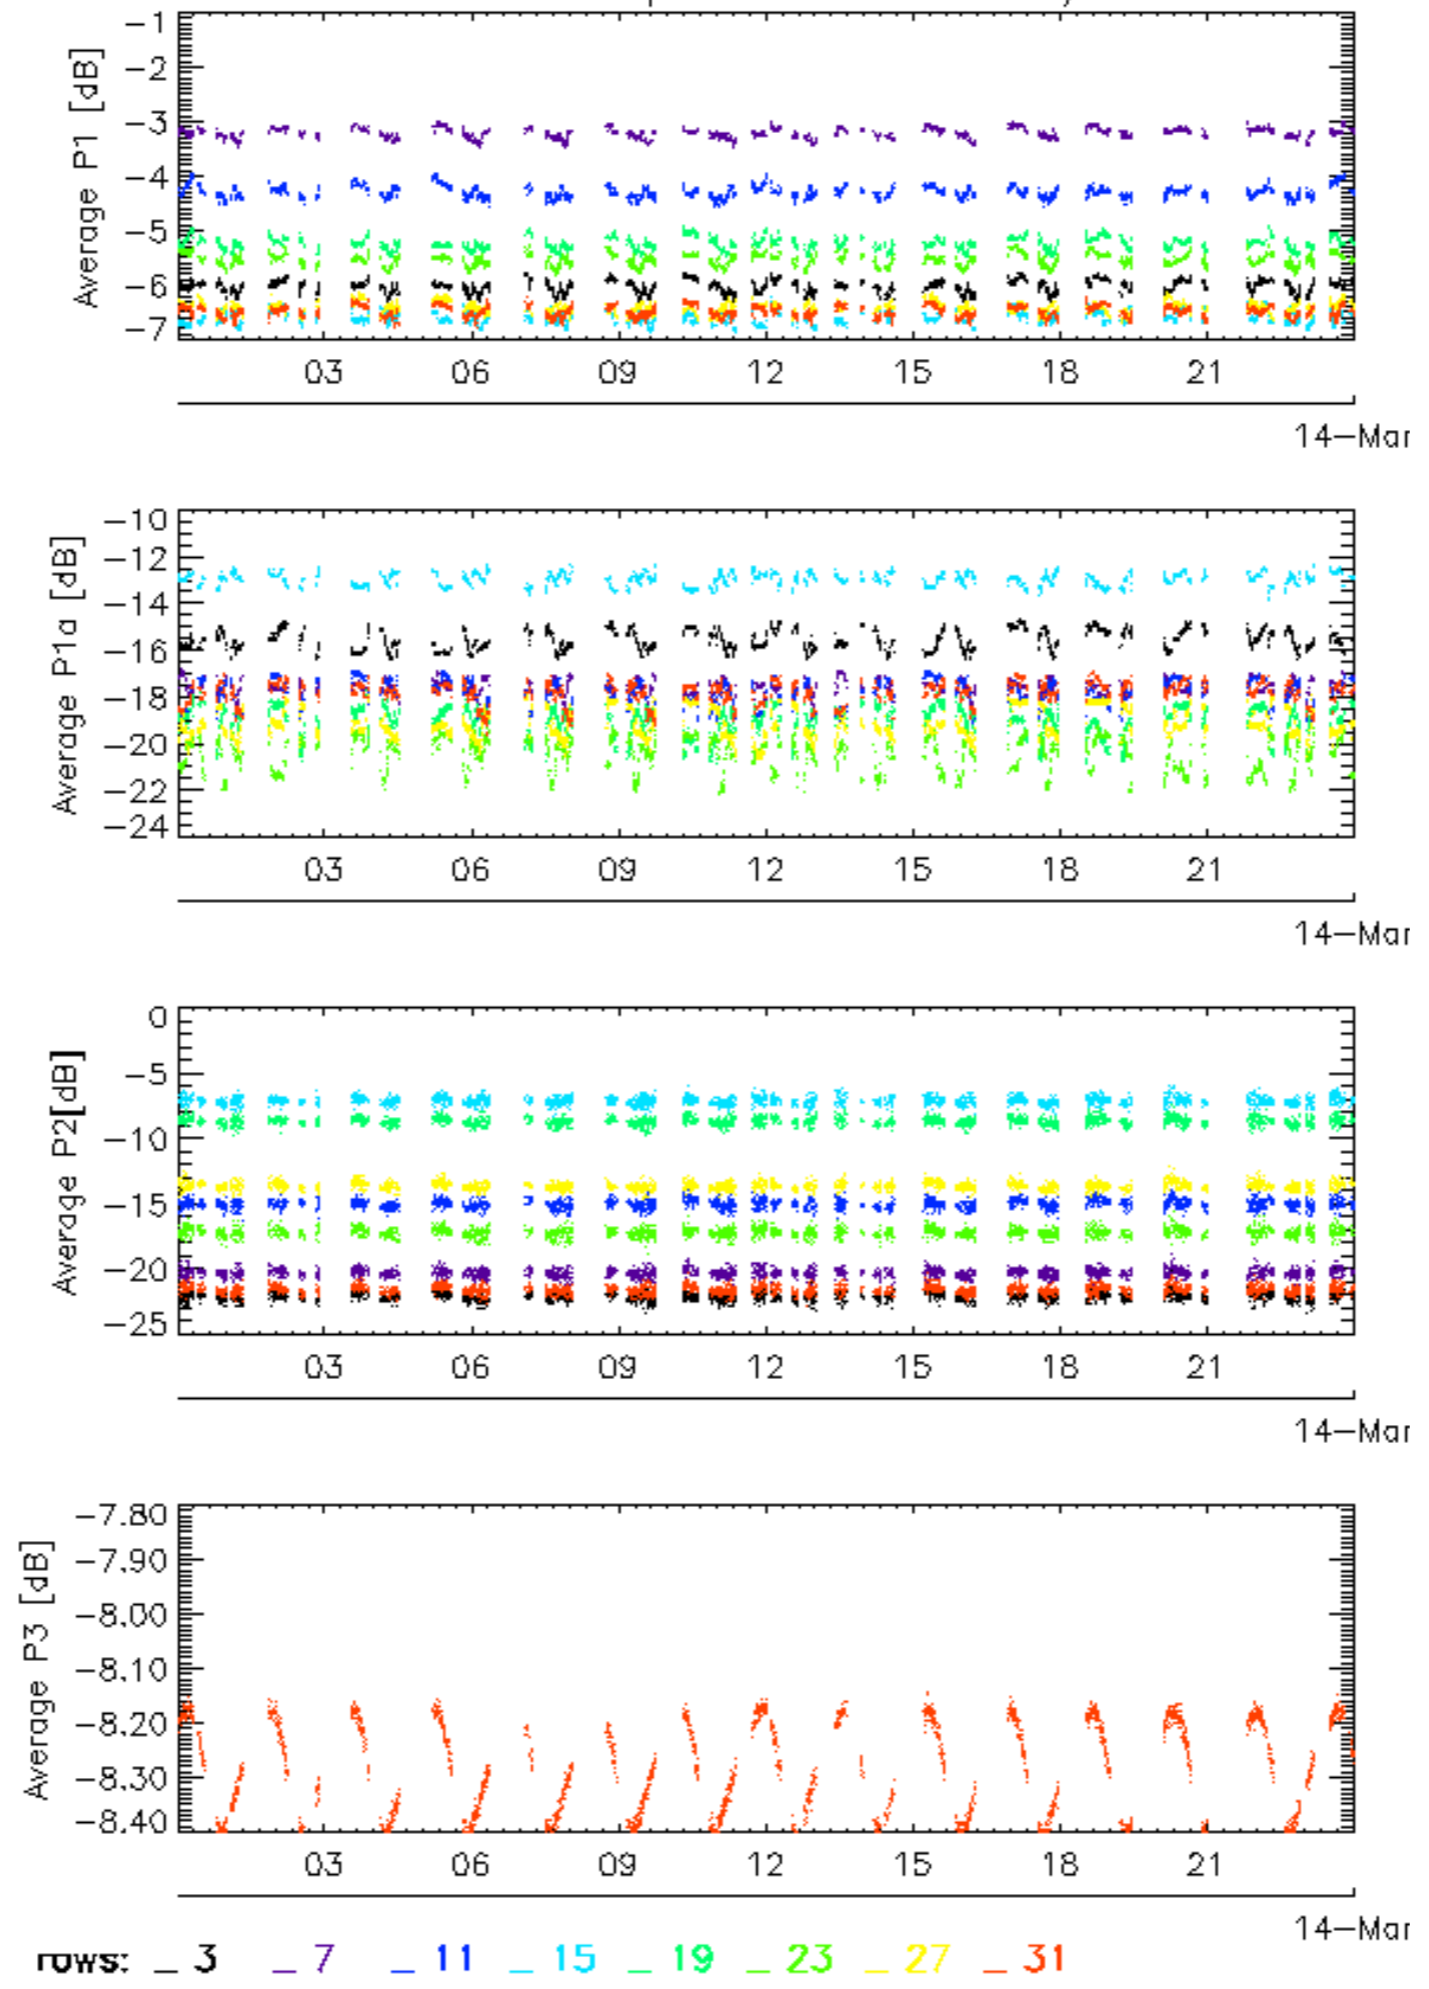 Average P1 [dB]
-1
-2
-3
-4
-5
-6
-7
03 06 09 12 15 18 21
14-Mar
Average P1a [dB]
-10
-12
-14
-16
-18
-20
-22
-24
03 06 09 12 15 18 21
14-Mar
Average P2[dB]
0
-5
-10
-15
-20
-25
03 06 09 12 15 18 21
14-Mar
Average P3 [dB]
-7.80
-7.90
-8.00
-8.10
-8.20
-8.30
-8.40
03 06 09 12 15 18 21
14-Mar
rows: _ 3 _ 7 _ 11 _ 15 _ 19 _ 23 _ 27 _ 31